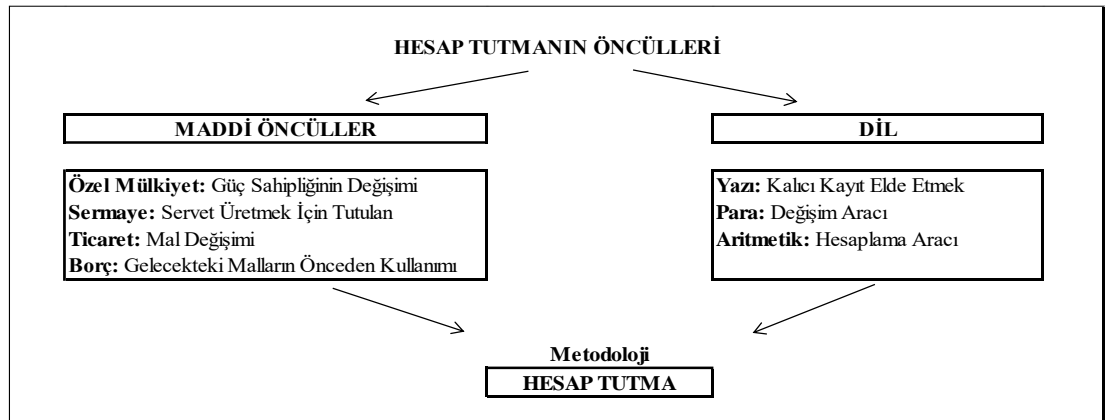 HESAP TUTMANIN ÖNCÜLLERİ
MADDİ ÖNCÜLLER
Özel Mülkiyet: Güç Sahipliğinin Değişimi
Sermaye: Servet Üretmek İçin Tutulan
Ticaret: Mal Değişimi
Borç: Gelecekteki Malların Önceden Kullanımı
DİL
Yazı: Kalıcı Kayıt Elde Etmek
Para: Değişim Aracı
Aritmetik: Hesaplama Aracı
Metodoloji
HESAP TUTMA